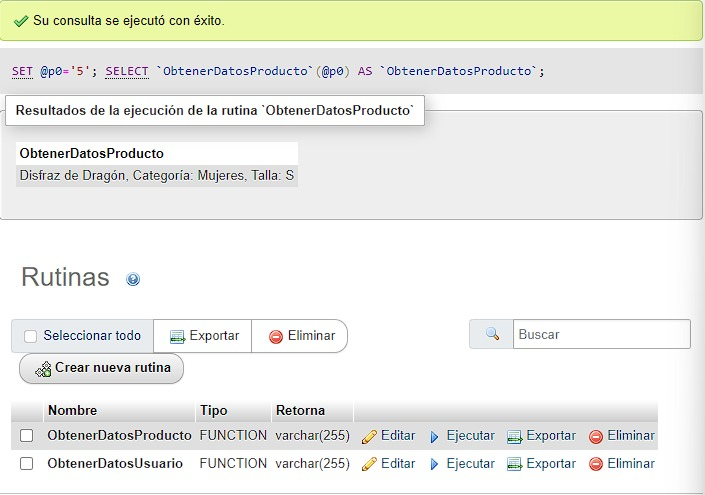 Su consulta se ejecutó con éxito.
SET @p0='5'; SELECT `ObtenerDatosProducto`(@p0) AS `ObtenerDatosProducto`;
Resultados de la ejecución de la rutina `ObtenerDatosProducto`
ObtenerDatosProducto
Disfraz de Dragón, Categoría: Mujeres, Talla: S
Rutinas
Seleccionar todo Exportar Eliminar Buscar
Crear nueva rutina
Nombre Tipo Retorna
ObtenerDatosProducto FUNCTION varchar(255) Editar Ejecutar Exportar Eliminar
ObtenerDatosUsuario FUNCTION varchar(255) Editar Ejecutar Exportar Eliminar